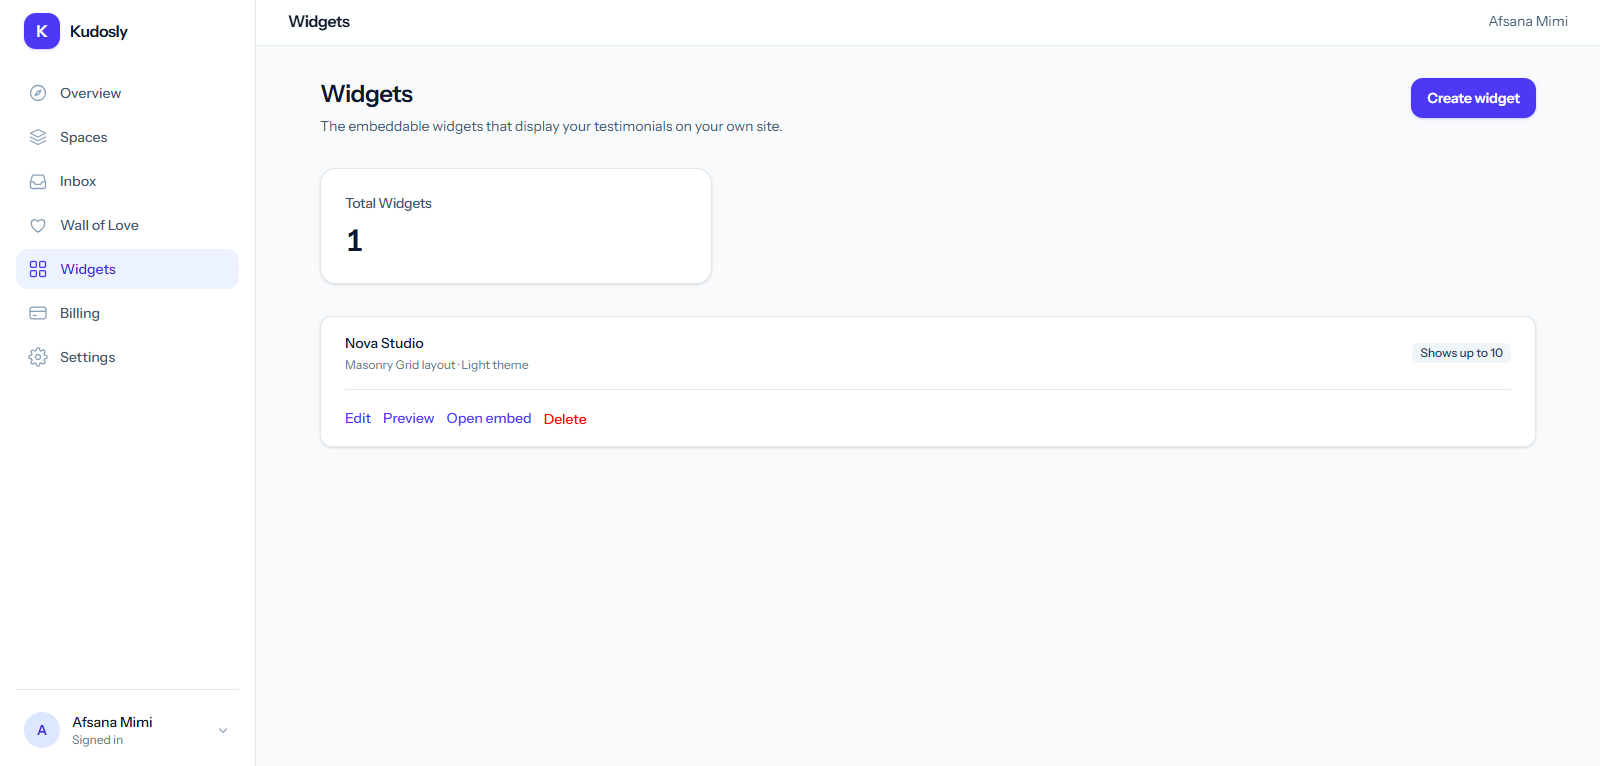 K
Kudosly
Overview
Spaces
Inbox
Wall of Love
Widgets
Billing
Settings
A
Afsana Mimi
Signed in
Widgets
Afsana Mimi
Widgets
The embeddable widgets that display your testimonials on your own site.
Create widget
Total Widgets
1
Nova Studio
Masonry Grid layout · Light theme
Shows up to 10
Edit Preview Open embed Delete